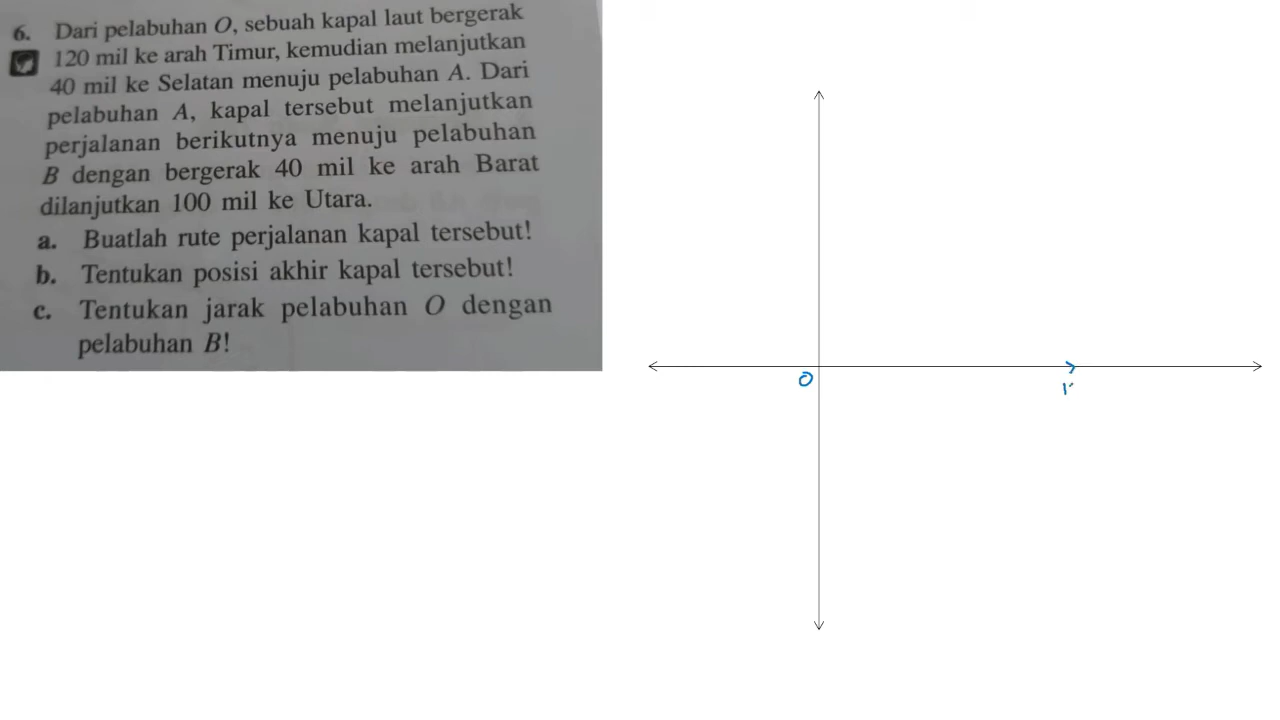 6. Dari pelabuhan O, sebuah kapal laut bergerak
120 mil ke arah Timur, kemudian melanjutkan
40 mil ke Selatan menuju pelabuhan A. Dari
pelabuhan A, kapal tersebut melanjutkan
perjalanan berikutnya menuju pelabuhan
B dengan bergerak 40 mil ke arah Barat
dilanjutkan 100 mil ke Utara.
a. Buatlah rute perjalanan kapal tersebut!
b. Tentukan posisi akhir kapal tersebut!
c. Tentukan jarak pelabuhan O dengan
pelabuhan B!
O